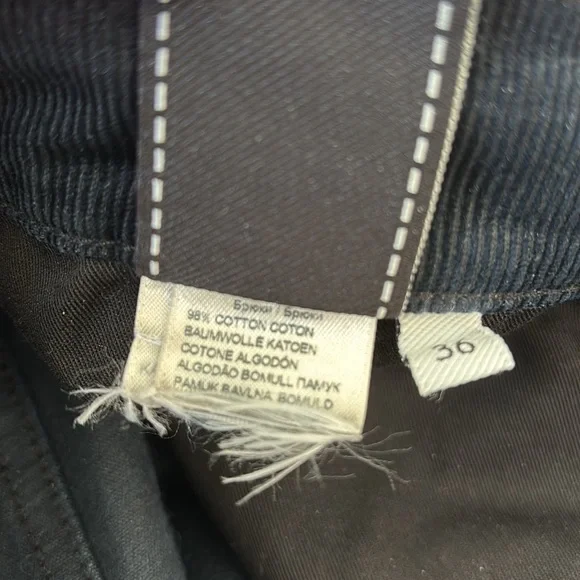 Брюки / Брюки
98% COTTON COTON
BAUMWOLLE KATOEN
COTONE ALGODÓN
ALGODÃO BOMULL ПАМУК
PAMUK BAVLNA BOMULD
36